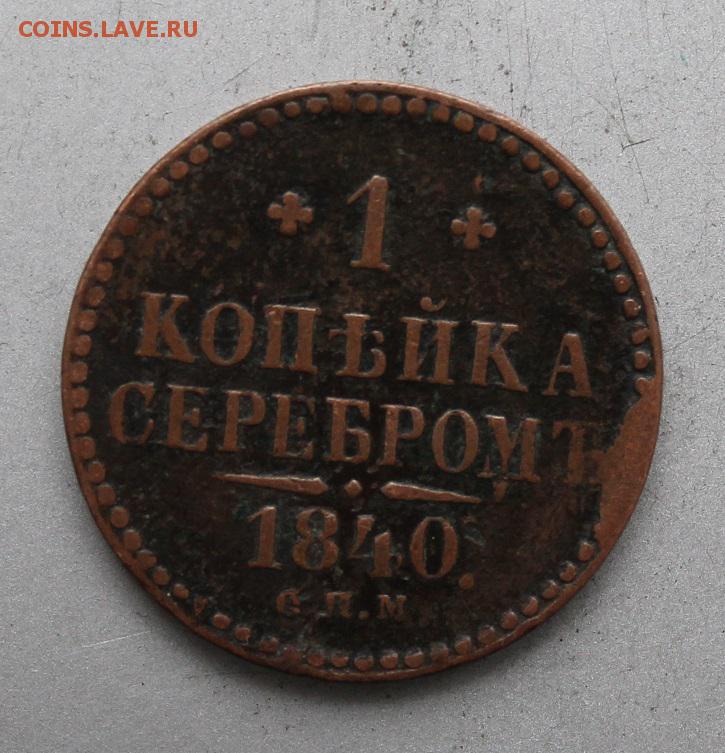 COINS.LAVE.RU
1
КОПѢЙКА
СЕРЕБРОМЪ
1840.
С.П.М